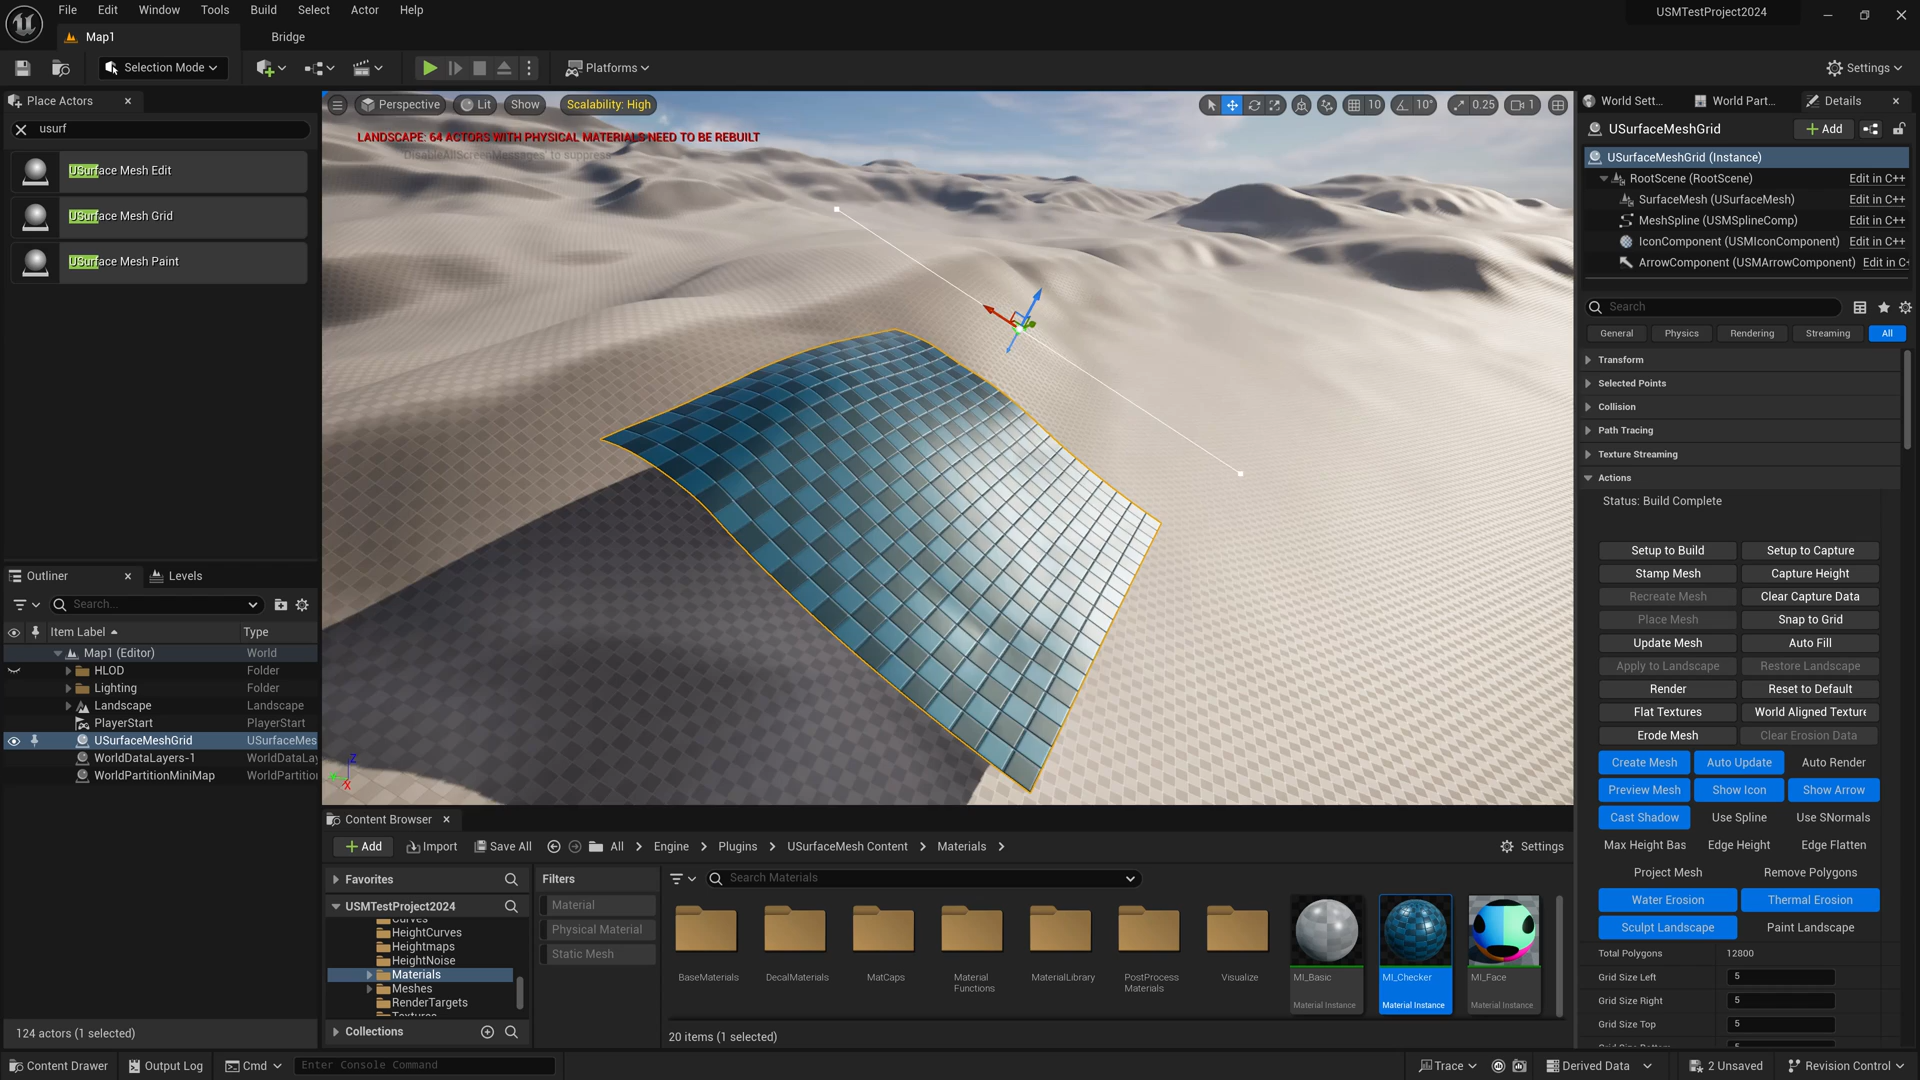 File Edit Window Tools Build Select Actor Help
USMTestProject2024
Map1
Bridge
Selection Mode
Platforms
Settings
Place Actors
usurf
USurface Mesh Edit
USurface Mesh Grid
USurface Mesh Paint
Perspective Lit Show Scalability: High
10 10° 0.25 1
LANDSCAPE: 64 ACTORS WITH PHYSICAL MATERIALS NEED TO BE REBUILT
'DisableAllScreenMessages' to suppress
Z
X
Outliner
Levels
Search...
Item Label Type
Map1 (Editor) World
HLOD Folder
Lighting Folder
Landscape Landscape
PlayerStart PlayerStart
USurfaceMeshGrid USurfaceMes
WorldDataLayers-1 WorldDataLay
WorldPartitionMiniMap WorldPartitio
124 actors (1 selected)
World Sett... World Part... Details
USurfaceMeshGrid
Add
USurfaceMeshGrid (Instance)
RootScene (RootScene) Edit in C++
SurfaceMesh (USurfaceMesh) Edit in C++
MeshSpline (USMSplineComp) Edit in C++
IconComponent (USMIconComponent) Edit in C++
ArrowComponent (USMArrowComponent) Edit in C+
Search
General Physics Rendering Streaming All
Transform
Selected Points
Collision
Path Tracing
Texture Streaming
Actions
Status: Build Complete
Setup to Build Setup to Capture
Stamp Mesh Capture Height
Recreate Mesh Clear Capture Data
Place Mesh Snap to Grid
Update Mesh Auto Fill
Apply to Landscape Restore Landscape
Render Reset to Default
Flat Textures World Aligned Texture
Erode Mesh Clear Erosion Data
Create Mesh Auto Update Auto Render
Preview Mesh Show Icon Show Arrow
Cast Shadow Use Spline Use SNormals
Max Height Bas Edge Height Edge Flatten
Project Mesh Remove Polygons
Water Erosion Thermal Erosion
Sculpt Landscape Paint Landscape
Total Polygons 12800
Grid Size Left 5
Grid Size Right 5
Grid Size Top 5
Content Browser
Add Import Save All All Engine Plugins USurfaceMesh Content Materials
Settings
Favorites
USMTestProject2024
Curves
HeightCurves
Heightmaps
HeightNoise
Materials
Meshes
RenderTargets
Collections
Filters
Material
Physical Material
Static Mesh
Search Materials
BaseMaterials DecalMaterials MatCaps Material Functions MaterialLibrary PostProcess Materials Visualize
MI_Basic MI_Checker MI_Face
Material Instance Material Instance Material Instance
20 items (1 selected)
Content Drawer Output Log Cmd Enter Console Command
Trace Derived Data 2 Unsaved Revision Control